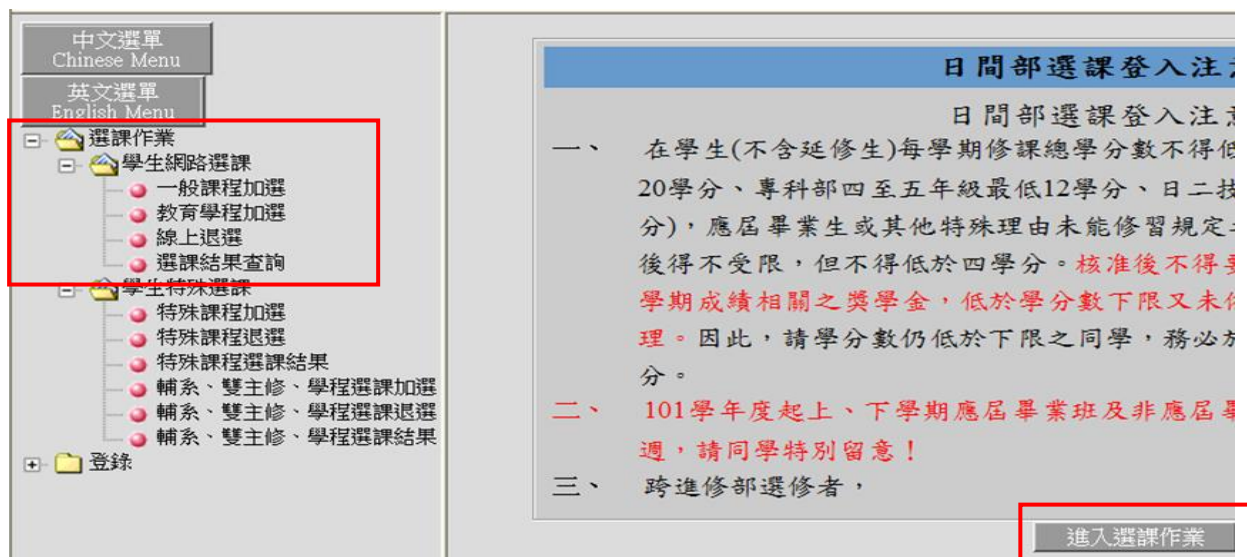 中文選單
Chinese Menu
英文選單
English Menu
選課作業
學生網路選課
一般課程加選
教育學程加選
線上退選
選課結果查詢
學生特殊選課
特殊課程加選
特殊課程退選
特殊課程選課結果
輔系、雙主修、學程選課加選
輔系、雙主修、學程選課退選
輔系、雙主修、學程選課結果
登錄
日間部選課登入注
日間部選課登入注
一、 在學生(不含延修生)每學期修課總學分數不得低
20學分、專科部四至五年級最低12學分、日二技
分)，應屆畢業生或其他特殊理由未能修習規定
後得不受限，但不得低於四學分。核准後不得
學期成績相關之獎學金，低於學分數下限又未
理。因此，請學分數仍低於下限之同學，務必於
分。
二、 101學年度起上、下學期應屆畢業班及非應屆畢
週，請同學特別留意！
三、 跨進修部選修者，
進入選課作業